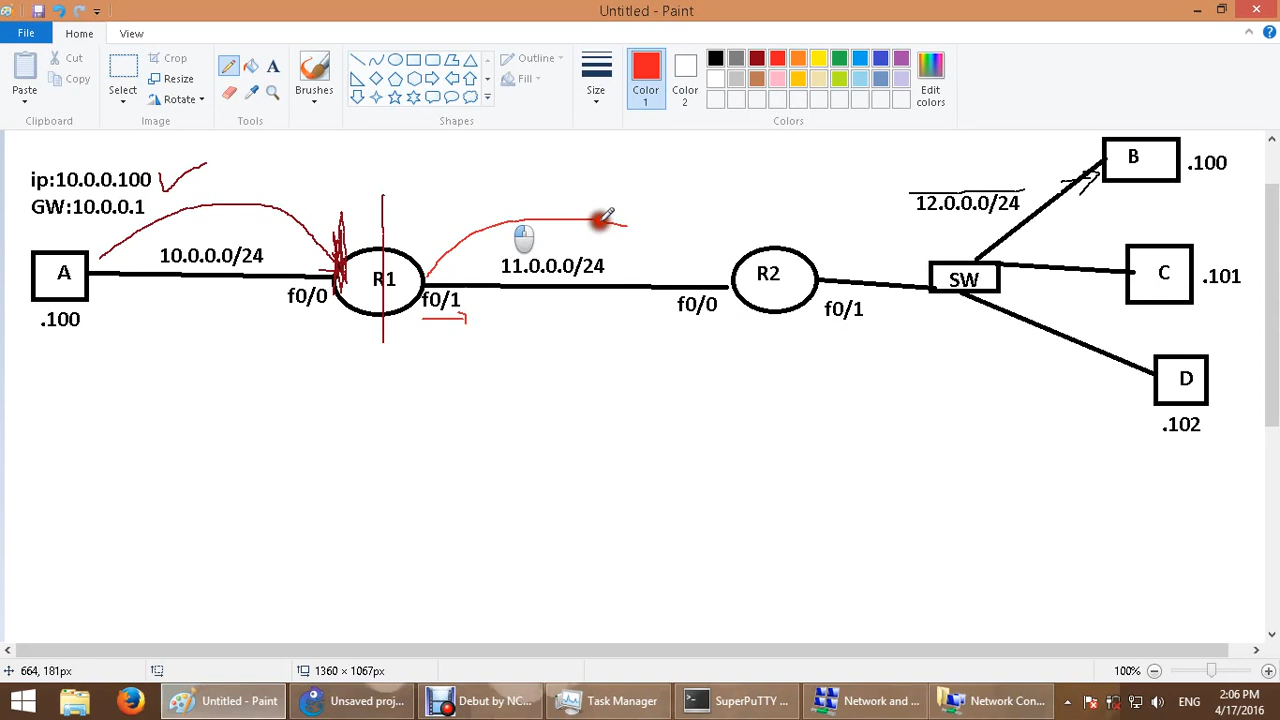 Untitled - Paint
File
Home
View
Paste
Cut
Copy
Clipboard
Select
Crop
Resize
Rotate
Image
A
Tools
Brushes
Outline
Fill
Shapes
Size
Color
1
Color
2
Edit
colors
Colors
ip:10.0.0.100
GW:10.0.0.1
A
.100
10.0.0.0/24
f0/0
R1
f0/1
11.0.0.0/24
f0/0
R2
f0/1
SW
12.0.0.0/24
B
.100
C
.101
D
.102
664, 181px
1360 × 1067px
100%
Untitled - Paint
Unsaved proj...
Debut by NC...
Task Manager
SuperPuTTY ...
Network and ...
Network Con...
ENG
2:06 PM
4/17/2016